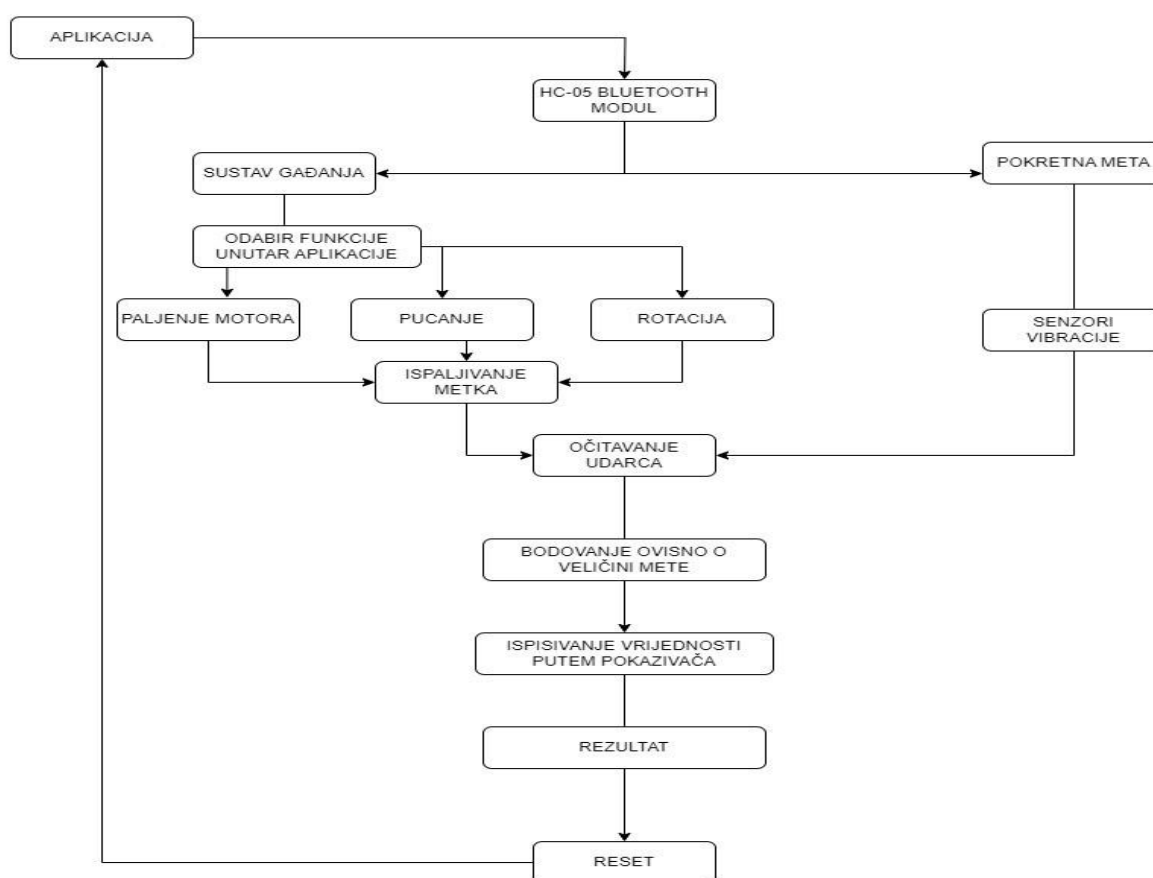 APLIKACIJA
HC-05 BLUETOOTH
MODUL
SUSTAV GAĐANJA
POKRETNA META
ODABIR FUNKCIJE
UNUTAR APLIKACIJE
PALJENJE MOTORA
PUCANJE
ROTACIJA
SENZORI
VIBRACIJE
ISPALJIVANJE
METKA
OČITAVANJE
UDARCA
BODOVANJE OVISNO O
VELIČINI METE
ISPISIVANJE VRIJEDNOSTI
PUTEM POKAZIVAČA
REZULTAT
RESET